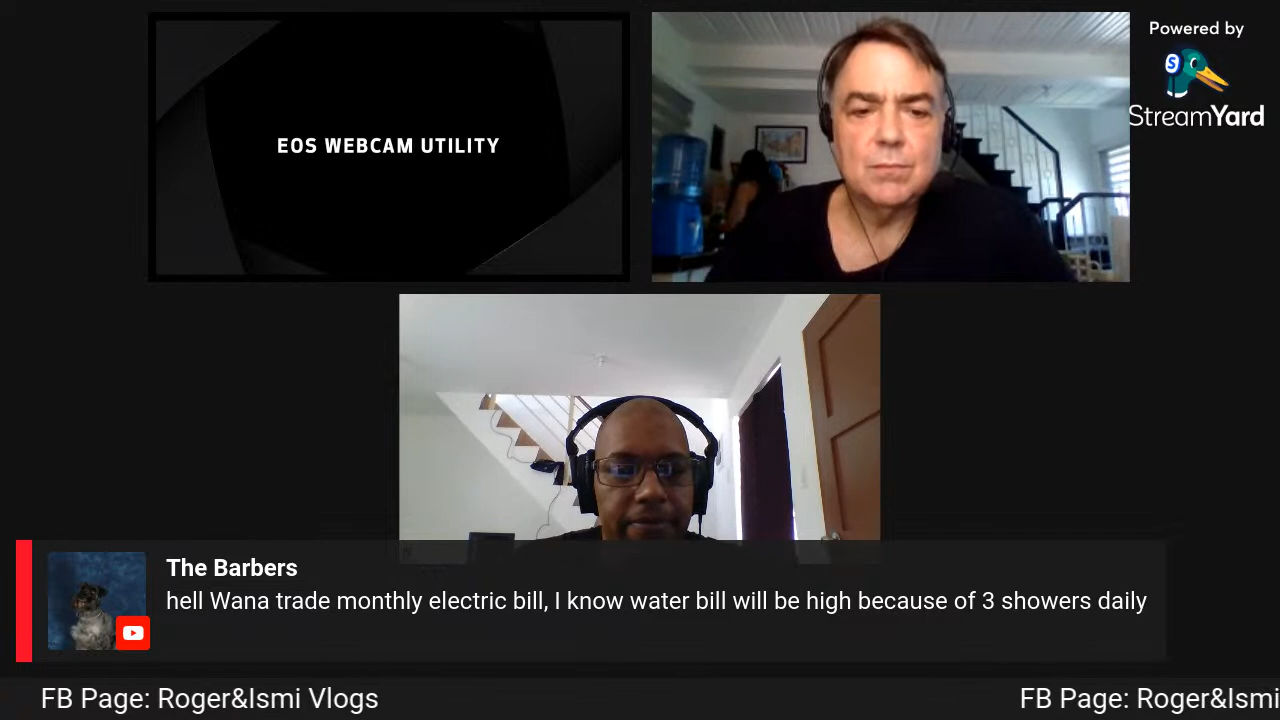 Powered by
S
StreamYard
EOS WEBCAM UTILITY
The Barbers
hell Wana trade monthly electric bill, I know water bill will be high because of 3 showers daily
FB Page: Roger&Ismi Vlogs
FB Page: Roger&Ismi